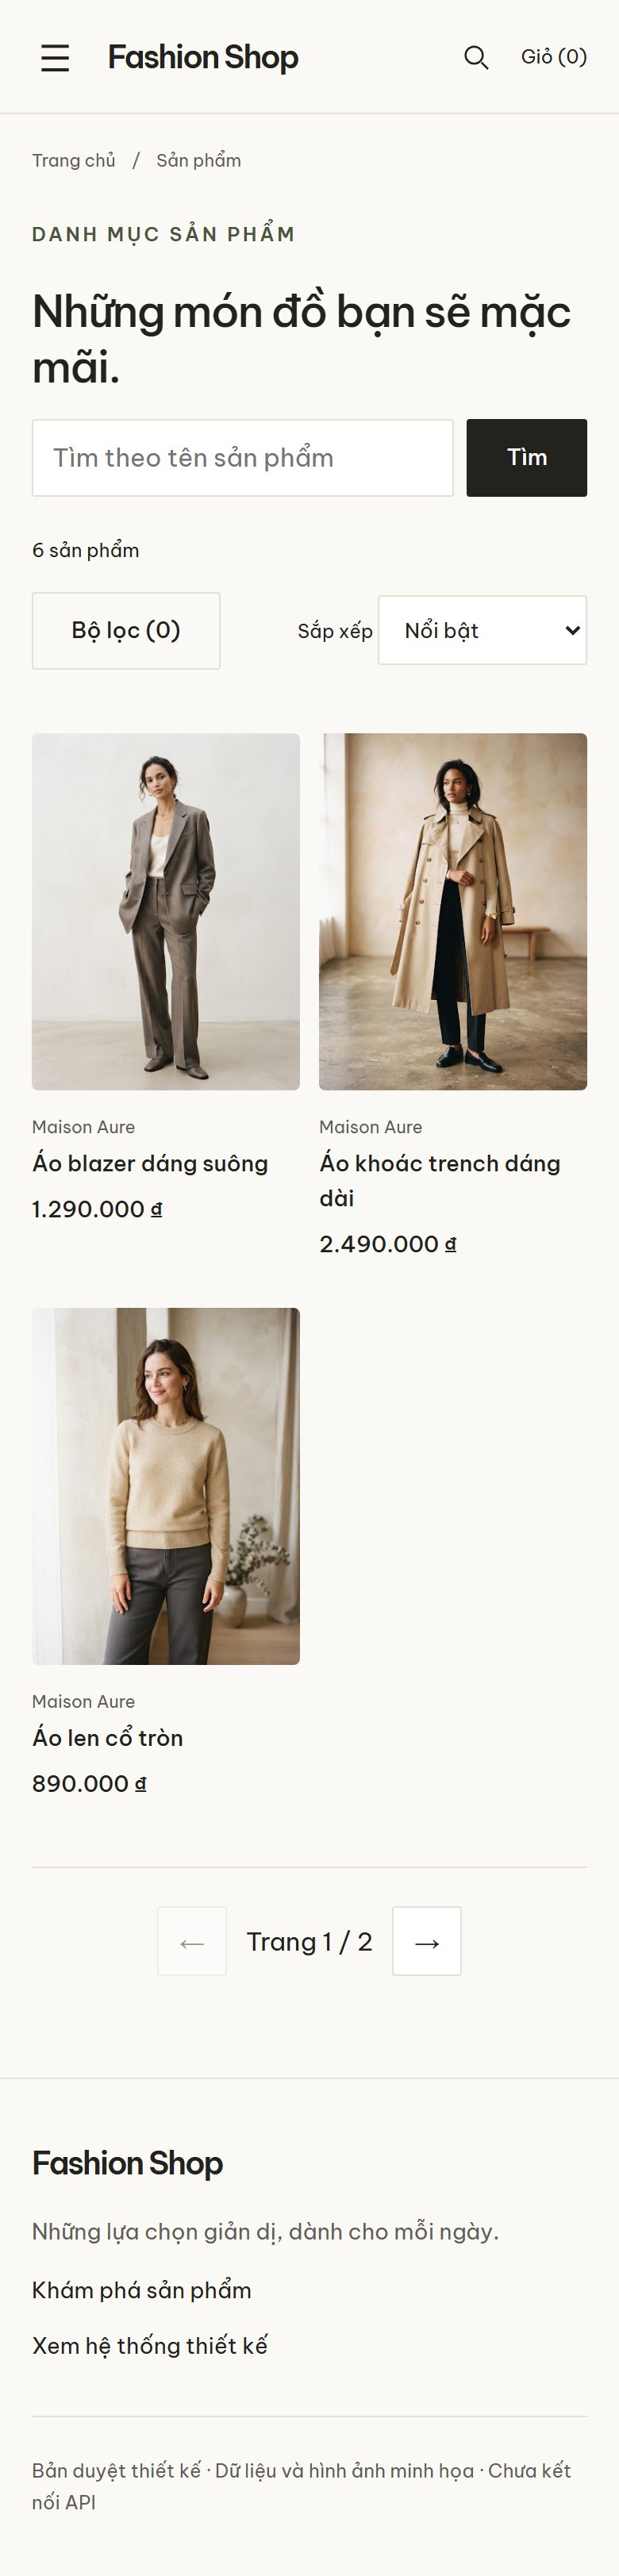 Fashion Shop
Giỏ (0)
Trang chủ / Sản phẩm
DANH MỤC SẢN PHẨM
Những món đồ bạn sẽ mặc
mãi.
Tìm theo tên sản phẩm
Tìm
6 sản phẩm
Bộ lọc (0)
Sắp xếp
Nổi bật
Maison Aure
Áo blazer dáng suông
1.290.000 ₫
Maison Aure
Áo khoác trench dáng
dài
2.490.000 ₫
Maison Aure
Áo len cổ tròn
890.000 ₫
← Trang 1 / 2 →
Fashion Shop
Những lựa chọn giản dị, dành cho mỗi ngày.
Khám phá sản phẩm
Xem hệ thống thiết kế
Bản duyệt thiết kế · Dữ liệu và hình ảnh minh họa · Chưa kết
nối API